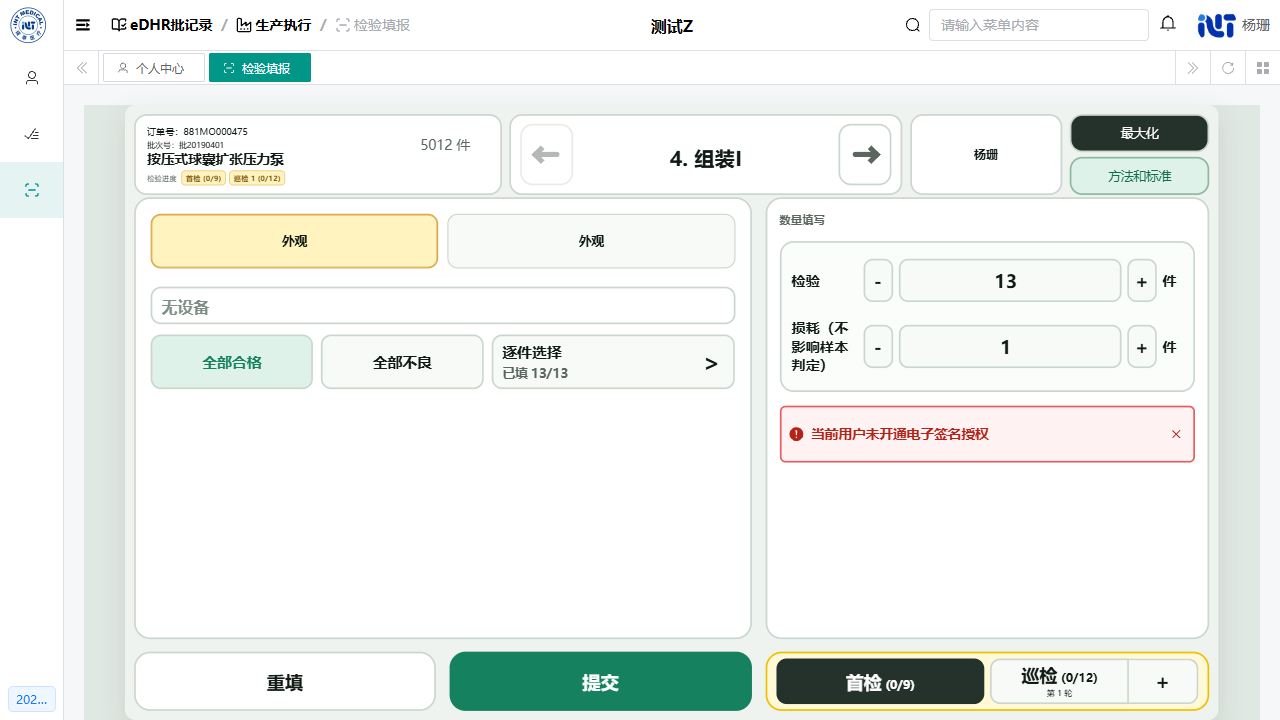 eDHR批记录 / 生产执行 / 检验填报
测试Z
请输入菜单内容
杨珊
个人中心
检验填报
订单号：881MO000475
批次号：批20190401
按压式球囊扩张压力泵
检验进度 首检 (0/9) 巡检 1 (0/12)
5012 件
4. 组装I
杨珊
最大化
方法和标准
外观
外观
无设备
全部合格
全部不良
逐件选择
已填 13/13
>
数量填写
检验 - 13 + 件
损耗（不影响样本判定） - 1 + 件
当前用户未开通电子签名授权
重填
提交
首检 (0/9)
巡检 (0/12)
第 1 轮
+
202...